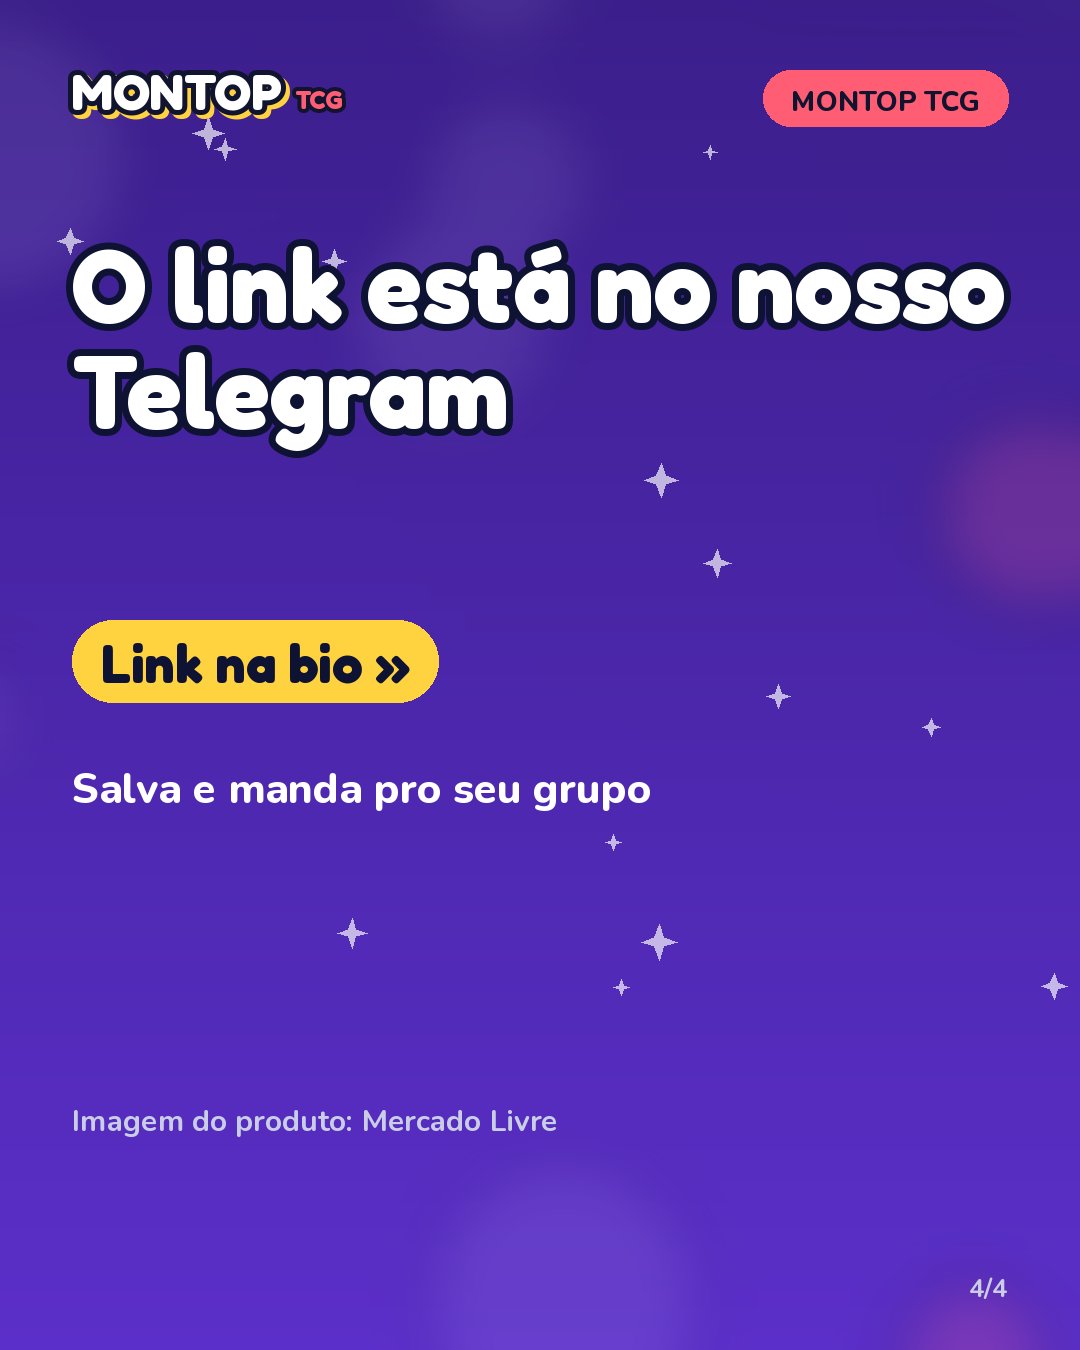 MONTOP TCG
MONTOP TCG
O link está no nosso
Telegram
Link na bio »
Salva e manda pro seu grupo
Imagem do produto: Mercado Livre
4/4